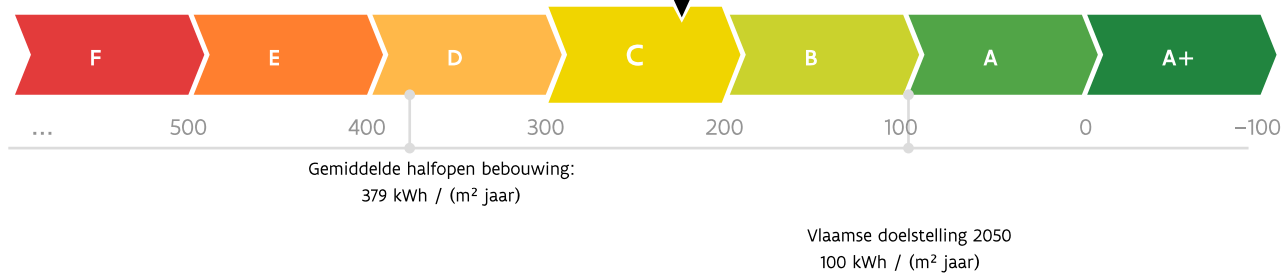 F E D C B A A+
... 500 400 300 200 100 0 −100
Gemiddelde halfopen bebouwing:
379 kWh / (m² jaar)
Vlaamse doelstelling 2050
100 kWh / (m² jaar)